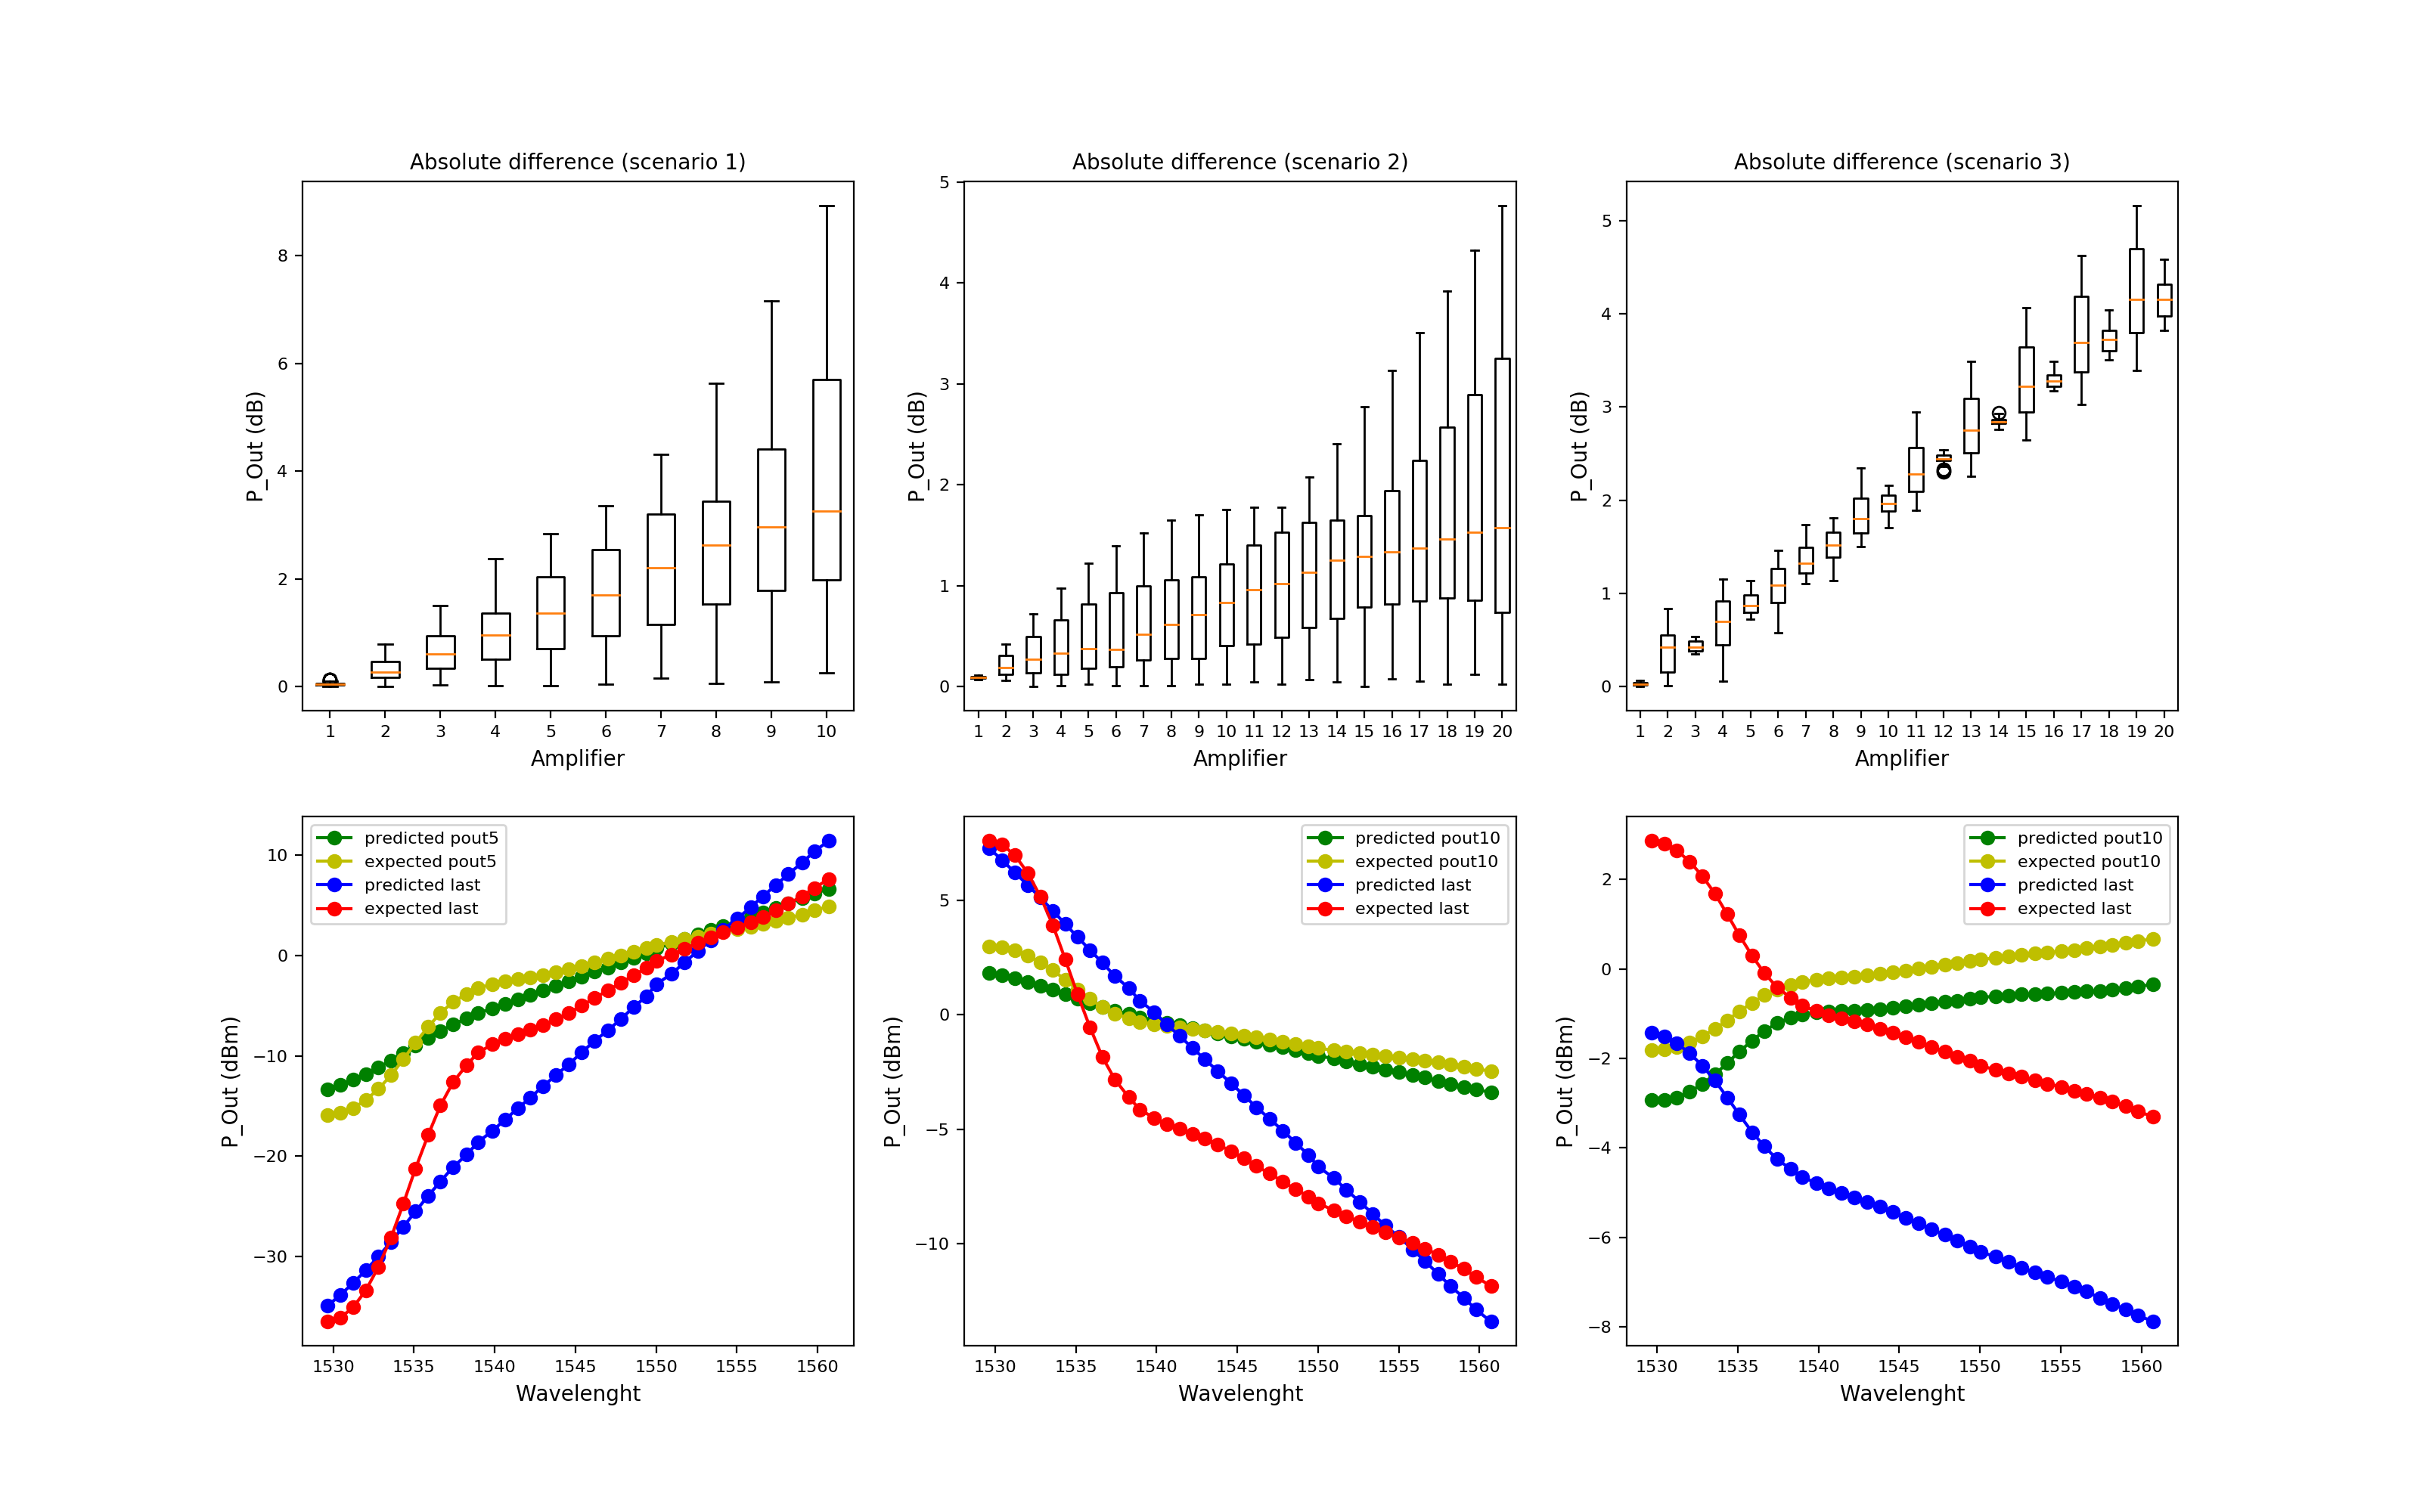 Absolute difference (scenario 1)
P_Out (dB)
8
6
4
2
0
1 2 3 4 5 6 7 8 9 10
Amplifier
Absolute difference (scenario 2)
P_Out (dB)
5
4
3
2
1
0
1 2 3 4 5 6 7 8 9 10 11 12 13 14 15 16 17 18 19 20
Amplifier
Absolute difference (scenario 3)
P_Out (dB)
5
4
3
2
1
0
1 2 3 4 5 6 7 8 9 10 11 12 13 14 15 16 17 18 19 20
Amplifier
predicted pout5
expected pout5
predicted last
expected last
P_Out (dBm)
10
0
−10
−20
−30
1530 1535 1540 1545 1550 1555 1560
Wavelenght
predicted pout10
expected pout10
predicted last
expected last
P_Out (dBm)
5
0
−5
−10
1530 1535 1540 1545 1550 1555 1560
Wavelenght
predicted pout10
expected pout10
predicted last
expected last
P_Out (dBm)
2
0
−2
−4
−6
−8
1530 1535 1540 1545 1550 1555 1560
Wavelenght